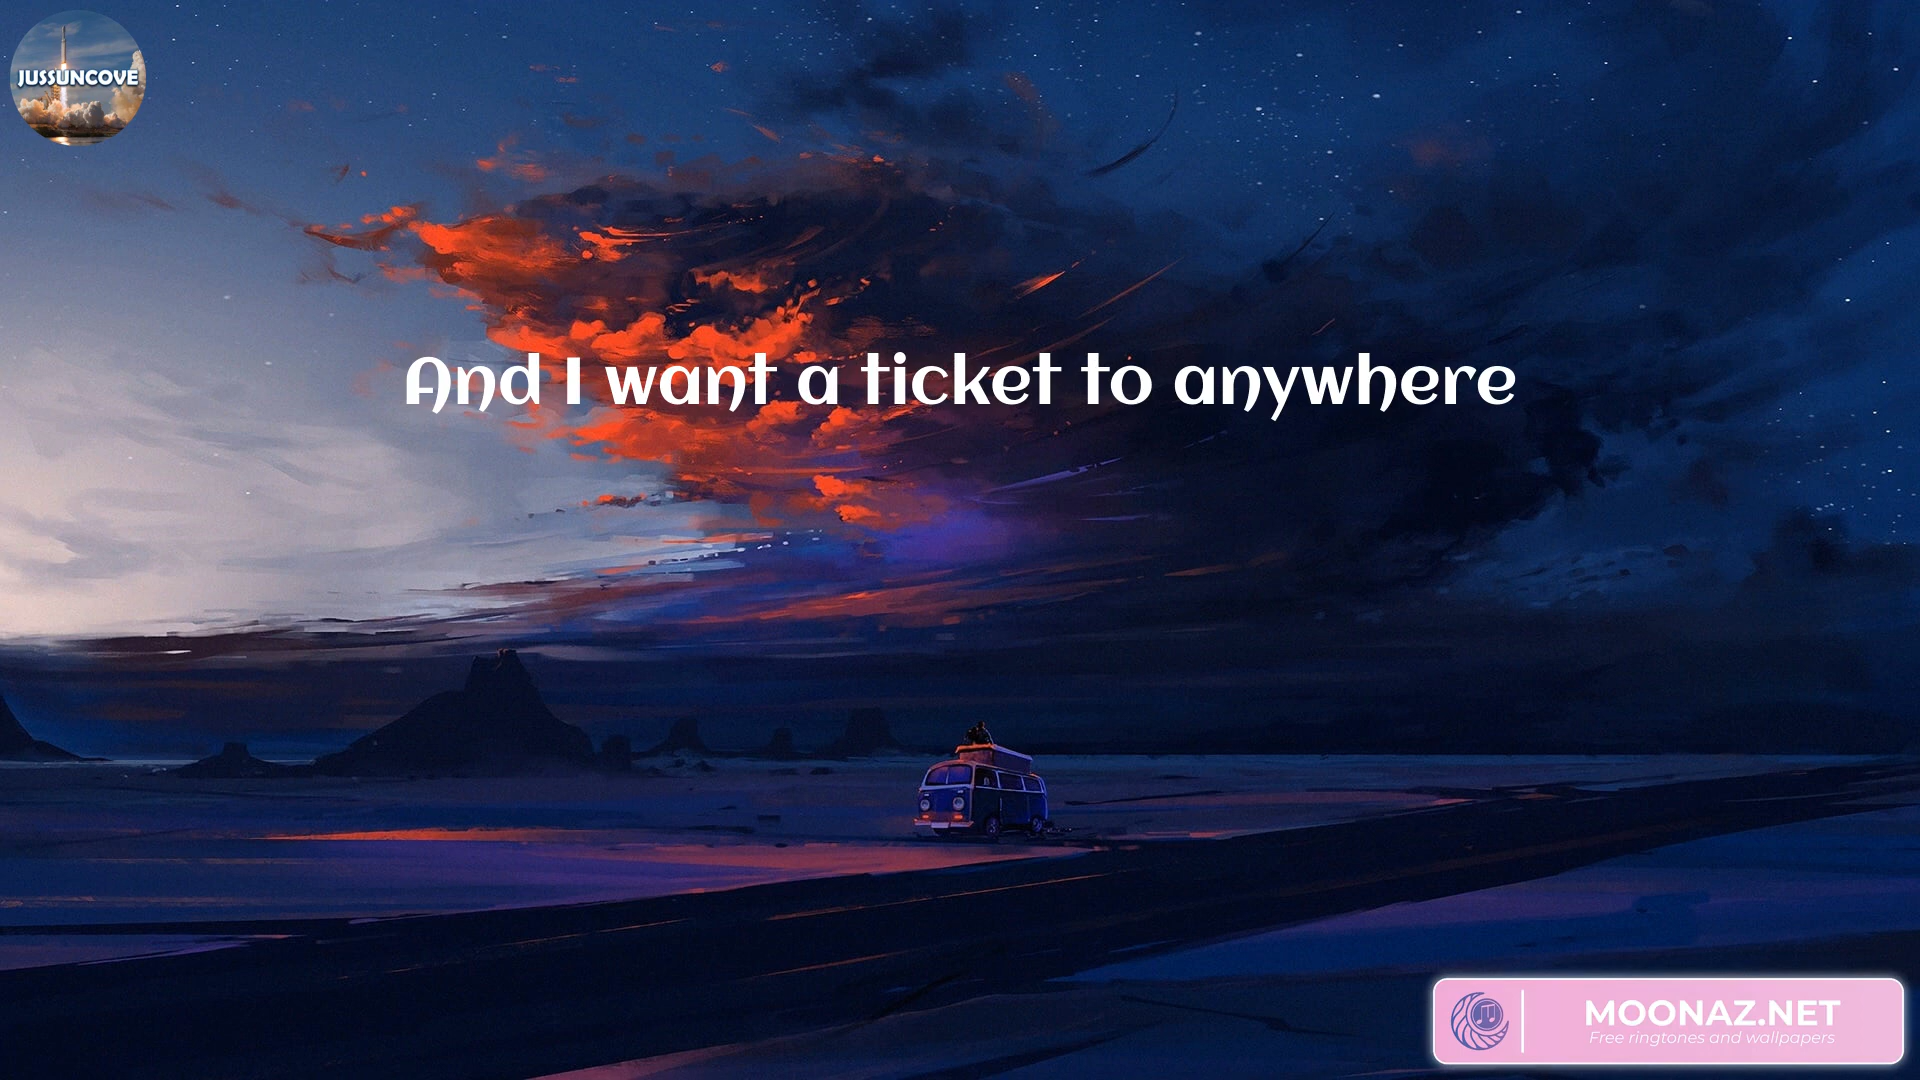 JUSSUNCOVE
And I want a ticket to anywhere
MOONAZ.NET
Free ringtones and wallpapers